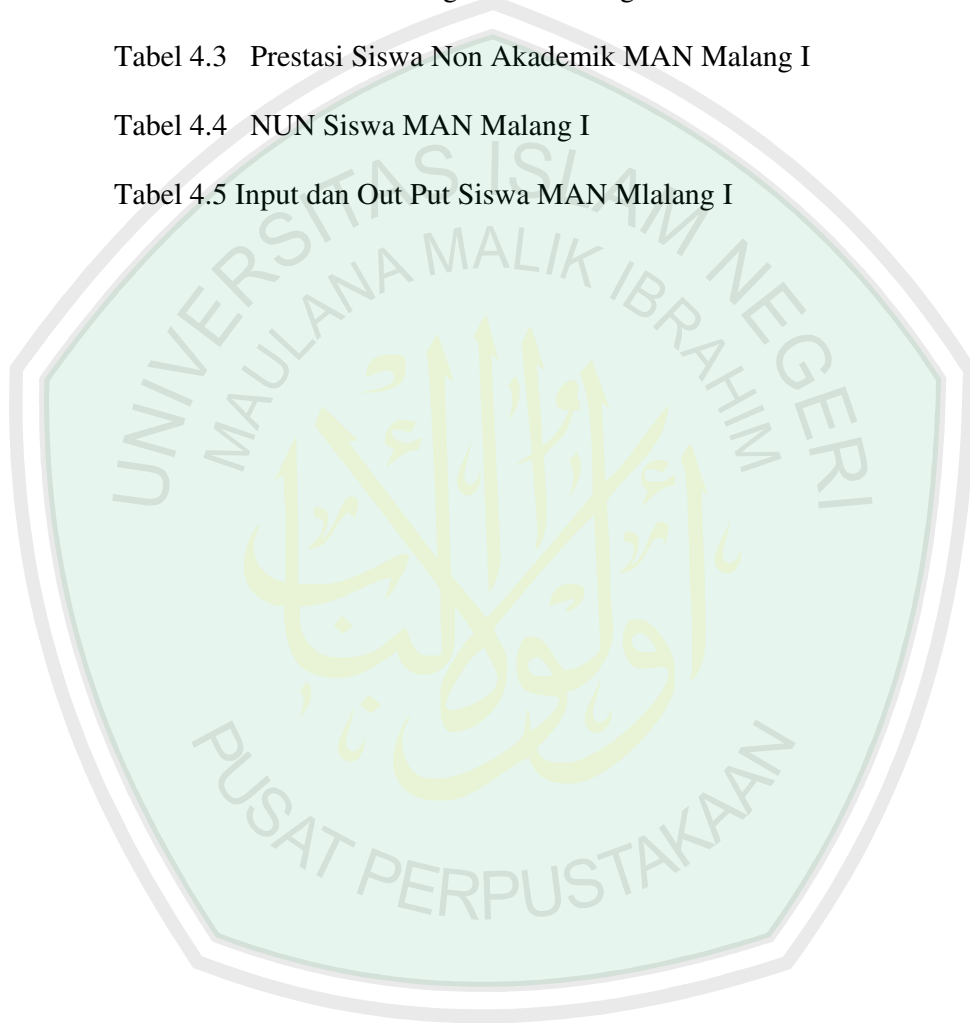 Tabel 4.3 Prestasi Siswa Non Akademik MAN Malang I
Tabel 4.4 NUN Siswa MAN Malang I
Tabel 4.5 Input dan Out Put Siswa MAN Mlalang I
UNIVERSITAS ISLAM NEGERI
MAULANA MALIK IBRAHIM
PUSAT PERPUSTAKAAN